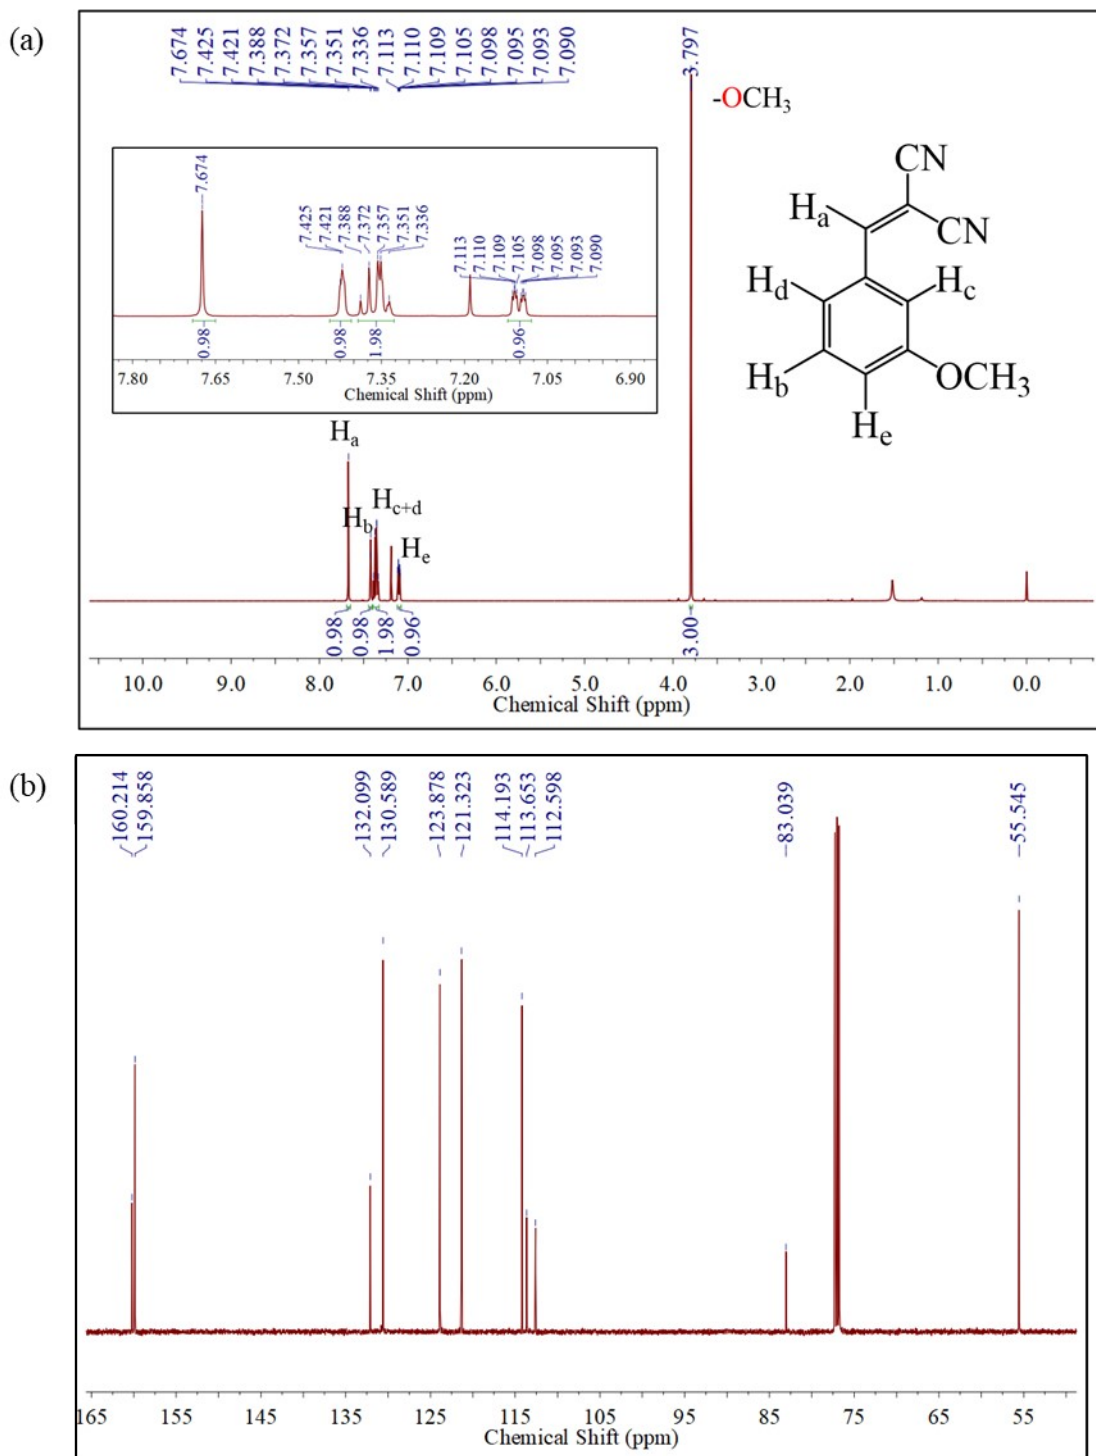 (a)
7.674
7.425
7.421
7.388
7.372
7.357
7.351
7.336
7.113
7.110
7.109
7.105
7.098
7.095
7.093
7.090
3.797
-OCH3
7.674
7.425
7.421
7.388
7.372
7.357
7.351
7.336
7.113
7.110
7.109
7.105
7.098
7.095
7.093
7.090
0.98
0.98
1.98
0.96
7.80 7.65 7.50 7.35 7.20 7.05 6.90
Chemical Shift (ppm)
CN
Ha
CN
Hd
Hc
Hb
OCH3
He
Ha
Hb
Hc+d
He
0.98
0.98
1.98
0.96
3.00
10.0 9.0 8.0 7.0 6.0 5.0 4.0 3.0 2.0 1.0 0.0
Chemical Shift (ppm)
(b)
160.214
159.858
132.099
130.589
123.878
121.323
114.193
113.653
112.598
83.039
55.545
165 155 145 135 125 115 105 95 85 75 65 55
Chemical Shift (ppm)